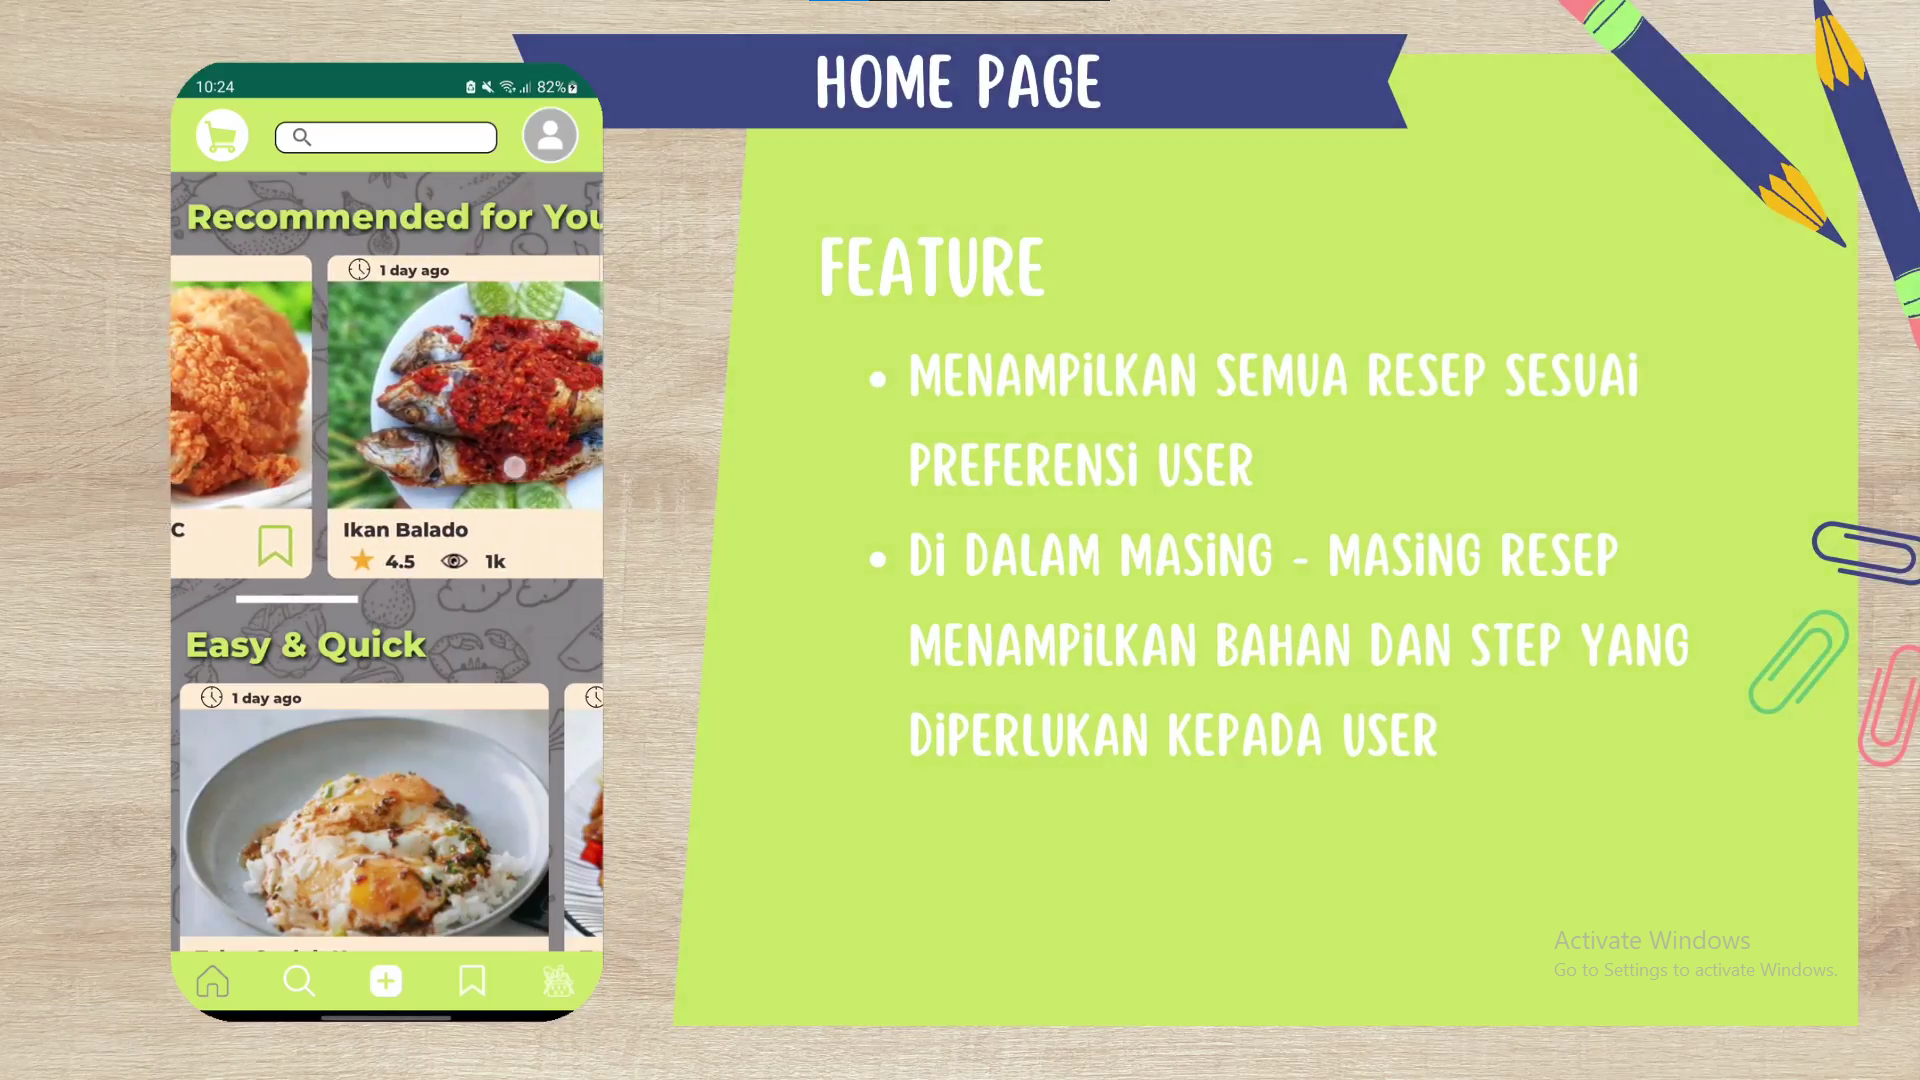 HOME PAGE
10:24
82%
Recommended for You
1 day ago
C
Ikan Balado
4.5
1k
Easy & Quick
1 day ago
FEATURE
• MENAMPiLKAN SEMUA RESEP SESUAi
PREFERENSi USER
• Di DALAM MASiNG - MASiNG RESEP
MENAMPiLKAN BAHAN DAN STEP YANG
DiPERLUKAN KEPADA USER
Activate Windows
Go to Settings to activate Windows.